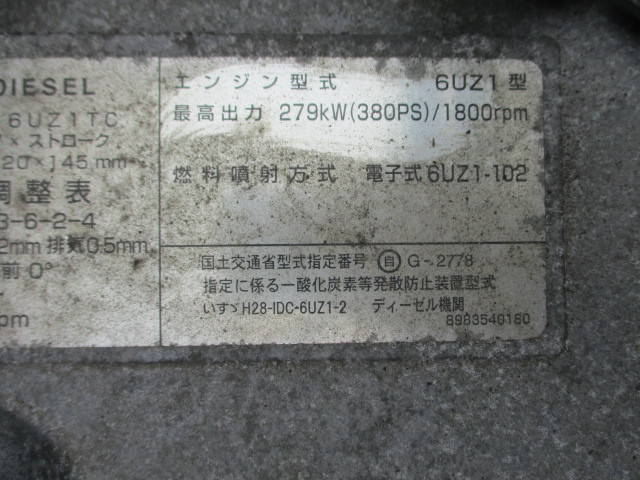 DIESEL
6UZ1TC
×ストローク
20×145mm
調整表
3-6-2-4
2mm 排気0.5mm
前 0°
pm
エンジン型式 6UZ1型
最高出力 279kW(380PS)/1800rpm
燃料噴射方式 電子式6UZ1-102
国土交通省型式指定番号 自 G-2778
指定に係る一酸化炭素等発散防止装置型式
いすゞH28-IDC-6UZ1-2 ディーゼル機関
8983540180